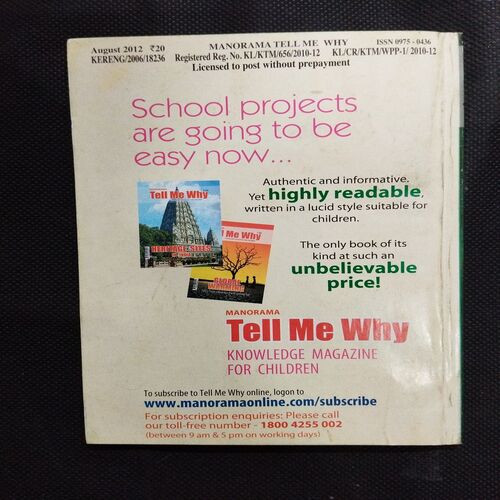 August 2012 ₹20 MANORAMA TELL ME WHY ISSN 0975 - 0436
KERENG/2006/18236 Registered Reg. No. KL/KTM/656/2010-12 KL/CR/KTM/WPP-1/ 2010-12
Licensed to post without prepayment
School projects
are going to be
easy now...
Authentic and informative.
Yet highly readable,
written in a lucid style suitable for
children.
Tell Me Why
HERITAGE SITES
Tell Me Why
GLOBAL
WARMING
The only book of its
kind at such an
unbelievable
price!
MANORAMA
Tell Me Why
KNOWLEDGE MAGAZINE
FOR CHILDREN
To subscribe to Tell Me Why online, logon to
www.manoramaonline.com/subscribe
For subscription enquiries: Please call
our toll-free number - 1800 4255 002
(between 9 am & 5 pm on working days)